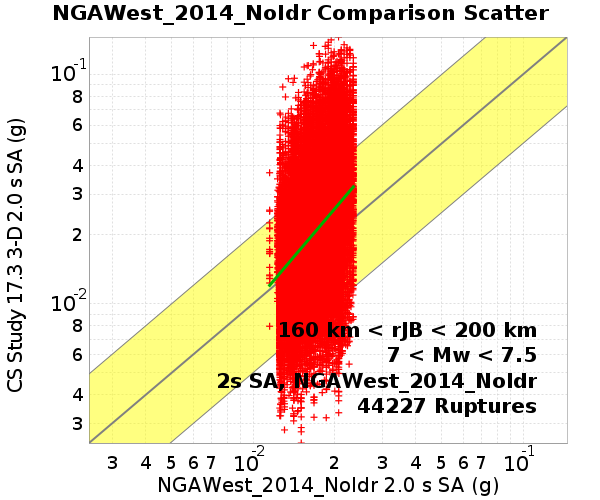 NGAWest_2014_NoIdr Comparison Scatter
CS Study 17.3 3-D 2.0 s SA (g)
10-1
8
6
4
3
2
10-2
8
6
4
3
160 km < rJB < 200 km
7 < Mw < 7.5
2s SA, NGAWest_2014_NoIdr
44227 Ruptures
3 4 5 6 7 10-2 2 3 4 5 6 7 10-1
NGAWest_2014_NoIdr 2.0 s SA (g)